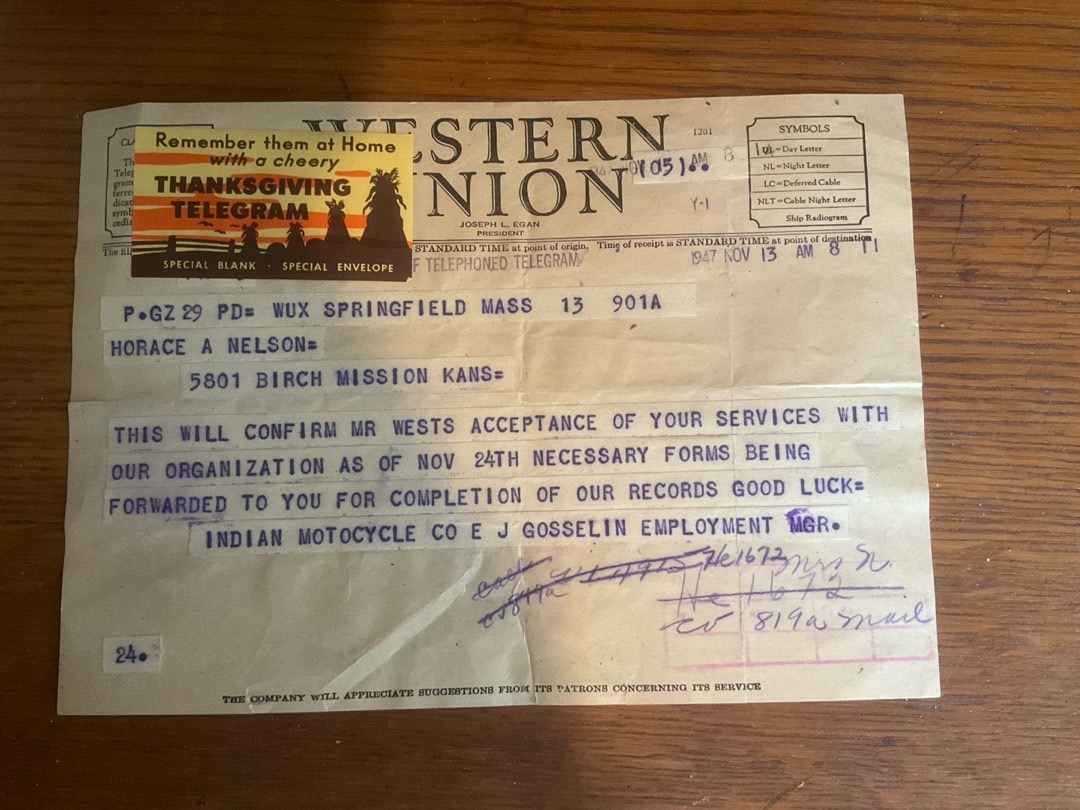 Remember them at Home
with a cheery
THANKSGIVING
TELEGRAM
SPECIAL BLANK · SPECIAL ENVELOPE
WESTERN
UNION
1201
(05)..
AM 8
Y-1
JOSEPH L. EGAN
PRESIDENT
SYMBOLS
DL=Day Letter
NL=Night Letter
LC=Deferred Cable
NLT=Cable Night Letter
Ship Radiogram
STANDARD TIME at point of origin. Time of receipt is STANDARD TIME at point of destination
F TELEPHONED TELEGRAM
1947 NOV 13 AM 8 11
P.GZ 29 PD= WUX SPRINGFIELD MASS 13 901A
HORACE A NELSON=
5801 BIRCH MISSION KANS=
THIS WILL CONFIRM MR WESTS ACCEPTANCE OF YOUR SERVICES WITH
OUR ORGANIZATION AS OF NOV 24TH NECESSARY FORMS BEING
FORWARDED TO YOU FOR COMPLETION OF OUR RECORDS GOOD LUCK=
INDIAN MOTOCYCLE CO E J GOSSELIN EMPLOYMENT MGR.
He1672 Mrs N.
He 1672
819a mail
24.
THE COMPANY WILL APPRECIATE SUGGESTIONS FROM ITS PATRONS CONCERNING ITS SERVICE